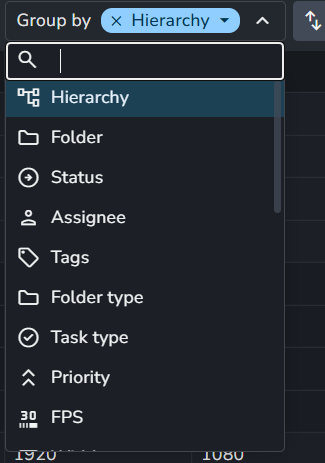 Group by × Hierarchy
Hierarchy
Folder
Status
Assignee
Tags
Folder type
Task type
Priority
30 FPS
1920 1080